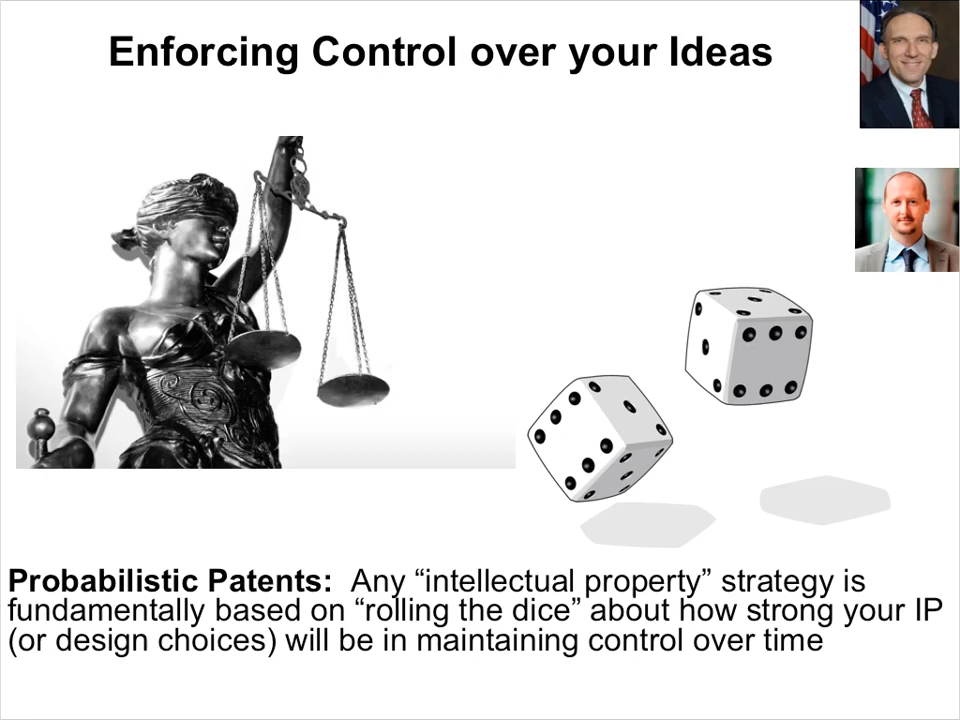 Enforcing Control over your Ideas
Probabilistic Patents:  Any “intellectual property” strategy is
fundamentally based on “rolling the dice” about how strong your IP
(or design choices) will be in maintaining control over time